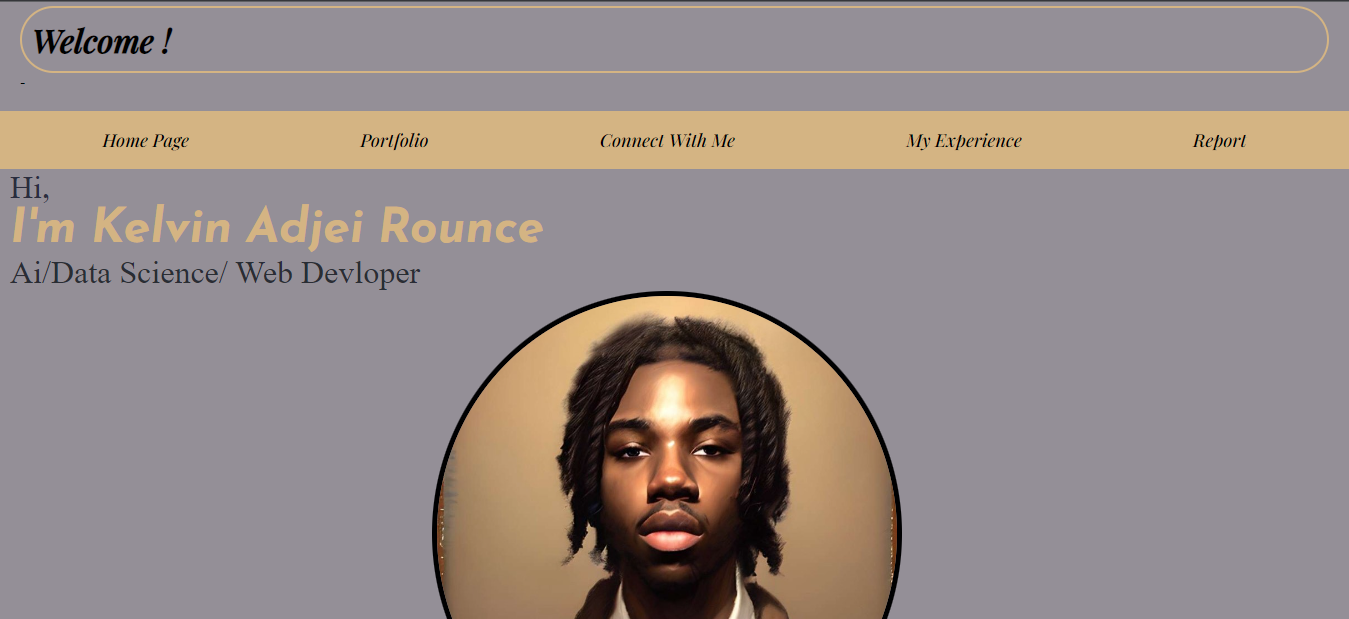 Welcome !
-
Home Page Portfolio Connect With Me My Experience Report
Hi,
I'm Kelvin Adjei Rounce
Ai/Data Science/ Web Devloper